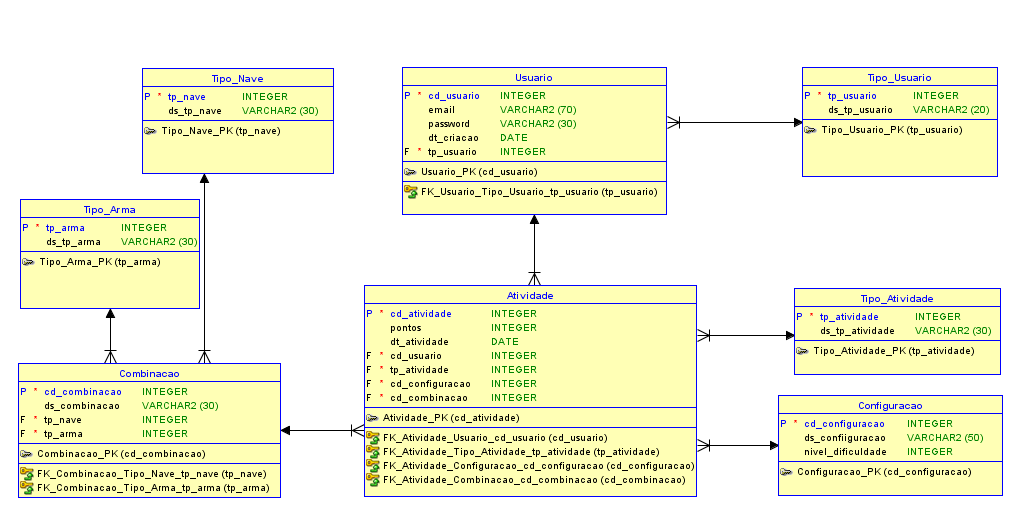 Tipo_Nave
P * tp_nave INTEGER
ds_tp_nave VARCHAR2 (30)
Tipo_Nave_PK (tp_nave)
Usuario
P * cd_usuario INTEGER
email VARCHAR2 (70)
password VARCHAR2 (30)
dt_criacao DATE
F * tp_usuario INTEGER
Usuario_PK (cd_usuario)
FK_Usuario_Tipo_Usuario_tp_usuario (tp_usuario)
Tipo_Usuario
P * tp_usuario INTEGER
ds_tp_usuario VARCHAR2 (20)
Tipo_Usuario_PK (tp_usuario)
Tipo_Arma
P * tp_arma INTEGER
ds_tp_arma VARCHAR2 (30)
Tipo_Arma_PK (tp_arma)
Atividade
P * cd_atividade INTEGER
pontos INTEGER
dt_atividade DATE
F * cd_usuario INTEGER
F * tp_atividade INTEGER
F * cd_configuracao INTEGER
F * cd_combinacao INTEGER
Atividade_PK (cd_atividade)
FK_Atividade_Usuario_cd_usuario (cd_usuario)
FK_Atividade_Tipo_Atividade_tp_atividade (tp_atividade)
FK_Atividade_Configuracao_cd_configuracao (cd_configuracao)
FK_Atividade_Combinacao_cd_combinacao (cd_combinacao)
Tipo_Atividade
P * tp_atividade INTEGER
ds_tp_atividade VARCHAR2 (30)
Tipo_Atividade_PK (tp_atividade)
Combinacao
P * cd_combinacao INTEGER
ds_combinacao VARCHAR2 (30)
F * tp_nave INTEGER
F * tp_arma INTEGER
Combinacao_PK (cd_combinacao)
FK_Combinacao_Tipo_Nave_tp_nave (tp_nave)
FK_Combinacao_Tipo_Arma_tp_arma (tp_arma)
Configuracao
P * cd_configuracao INTEGER
ds_confiiguracao VARCHAR2 (50)
nivel_dificuldade INTEGER
Configuracao_PK (cd_configuracao)